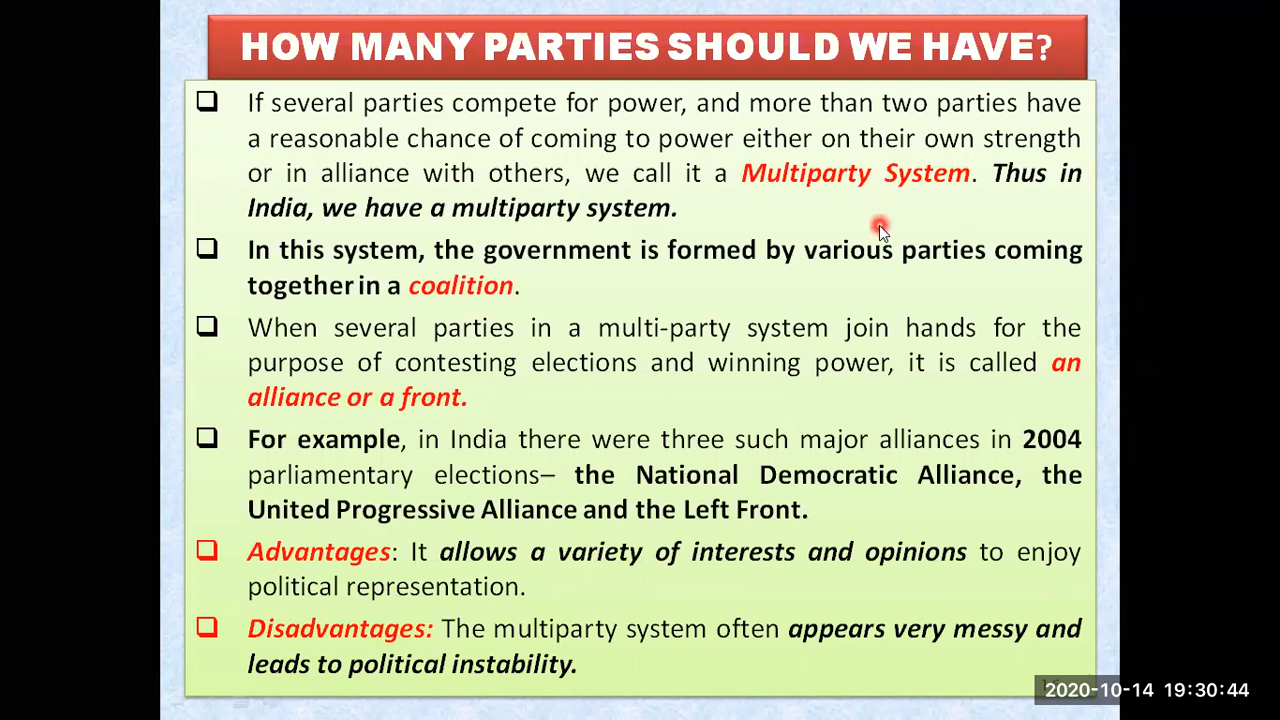 HOW MANY PARTIES SHOULD WE HAVE?
If several parties compete for power, and more than two parties have
a reasonable chance of coming to power either on their own strength
or in alliance with others, we call it a Multiparty System. Thus in
India, we have a multiparty system.
In this system, the government is formed by various parties coming
together in a coalition.
When several parties in a multi-party system join hands for the
purpose of contesting elections and winning power, it is called an
alliance or a front.
For example, in India there were three such major alliances in 2004
parliamentary elections– the National Democratic Alliance, the
United Progressive Alliance and the Left Front.
Advantages: It allows a variety of interests and opinions to enjoy
political representation.
Disadvantages: The multiparty system often appears very messy and
leads to political instability.
2020-10-14 19:30:44